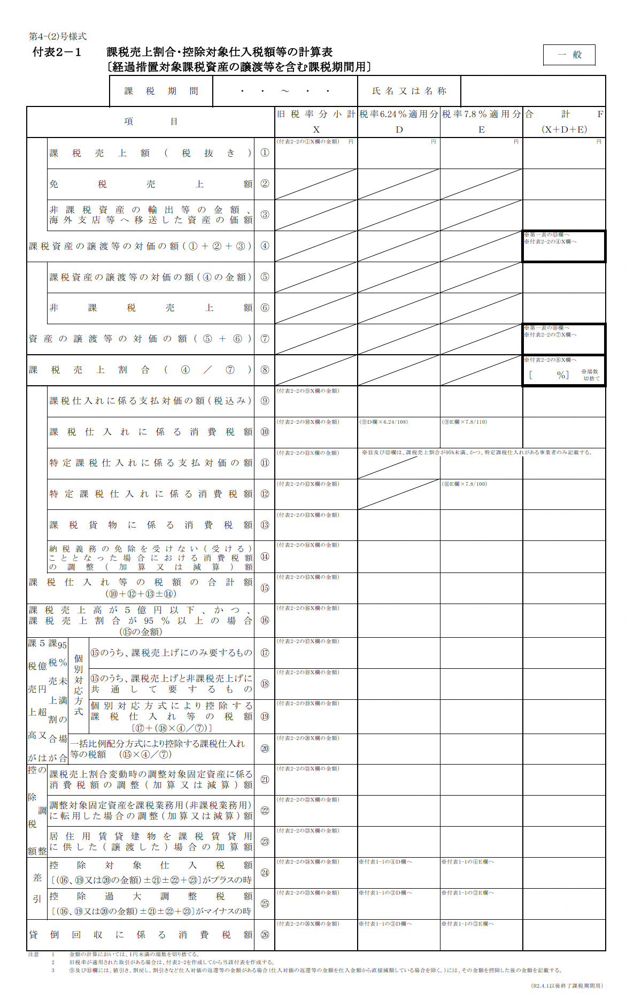 第4-(2)号様式
付表2－1　課税売上割合・控除対象仕入税額等の計算表
〔経過措置対象課税資産の譲渡等を含む課税期間用〕
一般
課税期間　・　・　～　・　・　氏名又は名称
項目
旧税率分小計
X
税率6.24％適用分
D
税率7.8％適用分
E
合計 F
(X＋D＋E)
課税売上額(税抜き) ①
(付表2-2の①X欄の金額) 円
円
円
円
免税売上額 ②
非課税資産の輸出等の金額、
海外支店等へ移送した資産の価額 ③
課税資産の譲渡等の対価の額(①＋②＋③) ④
※第一表の⑮欄へ
※付表2-2の④X欄へ
課税資産の譲渡等の対価の額(④の金額) ⑤
非課税売上額 ⑥
資産の譲渡等の対価の額(⑤＋⑥) ⑦
※第一表の⑯欄へ
※付表2-2の⑦X欄へ
課税売上割合(④／⑦) ⑧
※付表2-2の⑧X欄へ
[　　%] ※端数
切捨て
課税仕入れに係る支払対価の額(税込み) ⑨
(付表2-2の⑨X欄の金額)
課税仕入れに係る消費税額 ⑩
(付表2-2の⑩X欄の金額)
(⑨D欄×6.24/108)
(⑨E欄×7.8/110)
特定課税仕入れに係る支払対価の額 ⑪
(付表2-2の⑪X欄の金額)
※⑪及び⑫欄は、課税売上割合が95%未満、かつ、特定課税仕入れがある事業者のみ記載する。
特定課税仕入れに係る消費税額 ⑫
(付表2-2の⑫X欄の金額)
(⑪E欄×7.8/100)
課税貨物に係る消費税額 ⑬
(付表2-2の⑬X欄の金額)
納税義務の免除を受けない(受ける)
こととなった場合における消費税額
の調整(加算又は減算)額 ⑭
(付表2-2の⑭X欄の金額)
課税仕入れ等の税額の合計額
(⑩＋⑫＋⑬±⑭) ⑮
(付表2-2の⑮X欄の金額)
課税売上高が5億円以下、かつ、
課税売上割合が95％以上の場合
(⑮の金額) ⑯
(付表2-2の⑯X欄の金額)
課税売上高が
5億円超又は
課税売上割合が
95％未満の場合
個別対応方式
⑮のうち、課税売上げにのみ要するもの ⑰
(付表2-2の⑰X欄の金額)
⑮のうち、課税売上げと非課税売上げに
共通して要するもの ⑱
(付表2-2の⑱X欄の金額)
個別対応方式により控除する
課税仕入れ等の税額
〔⑰＋(⑱×④／⑦)〕 ⑲
(付表2-2の⑲X欄の金額)
一括比例配分方式により控除する課税仕入れ
等の税額　(⑮×④／⑦) ⑳
(付表2-2の⑳X欄の金額)
控除税額
の調整
課税売上割合変動時の調整対象固定資産に係る
消費税額の調整(加算又は減算)額 ㉑
(付表2-2の㉑X欄の金額)
調整対象固定資産を課税業務用(非課税業務用)
に転用した場合の調整(加算又は減算)額 ㉒
(付表2-2の㉒X欄の金額)
居住用賃貸建物を課税賃貸用
に供した(譲渡した)場合の加算額 ㉓
(付表2-2の㉓X欄の金額)
差引
控除対象仕入税額
〔(⑯、⑲又は⑳の金額)±㉑±㉒＋㉓〕がプラスの時 ㉔
(付表2-2の㉔X欄の金額)
※付表1-1の④D欄へ
※付表1-1の④E欄へ
控除過大調整税額
〔(⑯、⑲又は⑳の金額)±㉑±㉒＋㉓〕がマイナスの時 ㉕
(付表2-2の㉕X欄の金額)
※付表1-1の③D欄へ
※付表1-1の③E欄へ
貸倒回収に係る消費税額 ㉖
(付表2-2の㉖X欄の金額)
※付表1-1の③D欄へ
※付表1-1の③E欄へ
注意　1　金額の計算においては、1円未満の端数を切り捨てる。
2　旧税率が適用された取引がある場合は、付表2-2を作成してから当該付表を作成する。
3　⑨及び⑪欄には、値引き、割戻し、割引きなど仕入対価の返還等の金額がある場合(仕入対価の返還等の金額を仕入金額から直接減額している場合を除く。)には、その金額を控除した後の金額を記載する。
(R2.4.1以後終了課税期間用)